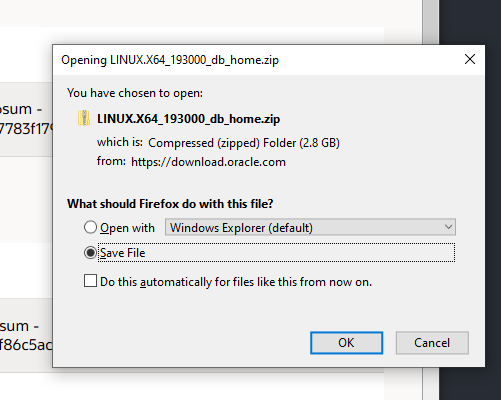 Opening LINUX.X64_193000_db_home.zip
You have chosen to open:
LINUX.X64_193000_db_home.zip
which is: Compressed (zipped) Folder (2.8 GB)
from: https://download.oracle.com
What should Firefox do with this file?
Open with Windows Explorer (default)
Save File
Do this automatically for files like this from now on.
OK Cancel
sum -
7783f179
sum -
f86c5ac